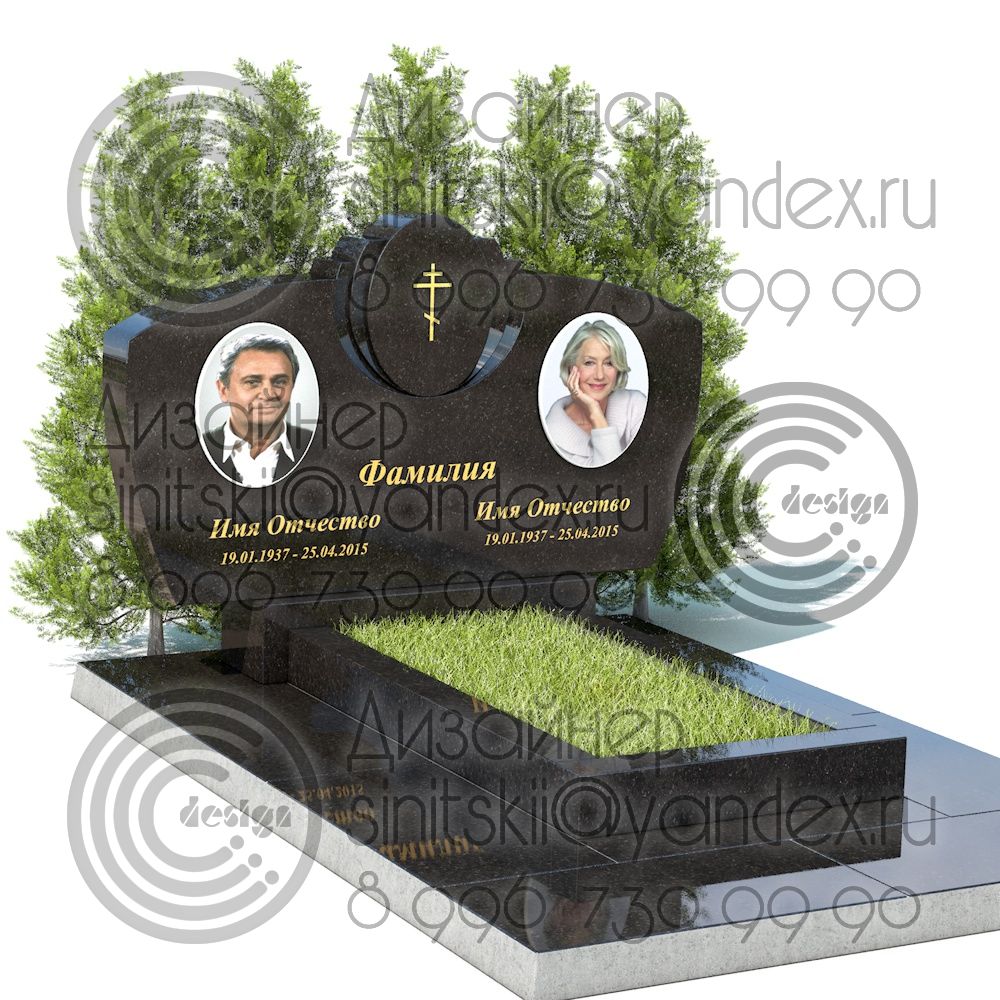 Дизайнер
sinitskii@yandex.ru
8 996 730 99 90
design
Дизайнер
sinitskii@yandex.ru
8 996 730 99 90
design
Фамилия
Имя Отчество
19.01.1937 - 25.04.2015
Имя Отчество
19.01.1937 - 25.04.2015
Дизайнер
sinitskii@yandex.ru
8 996 730 99 90
design